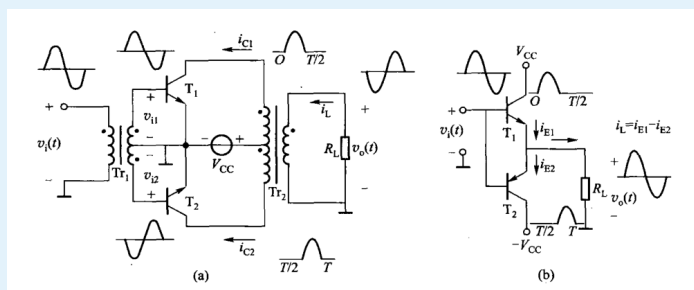 i_C1
O T/2
+
T_1
v_i1
v_i(t)
Tr_1
−
+
V_CC
i_L
+
R_L v_o(t)
−
Tr_2
v_i2
+
T_2
i_C2
T/2 T
(a)
V_CC
O T/2
+
T_1
i_E1
i_L=i_E1−i_E2
v_i(t)
−
i_E2
+
R_L v_o(t)
−
T_2
T/2 T
−V_CC
(b)